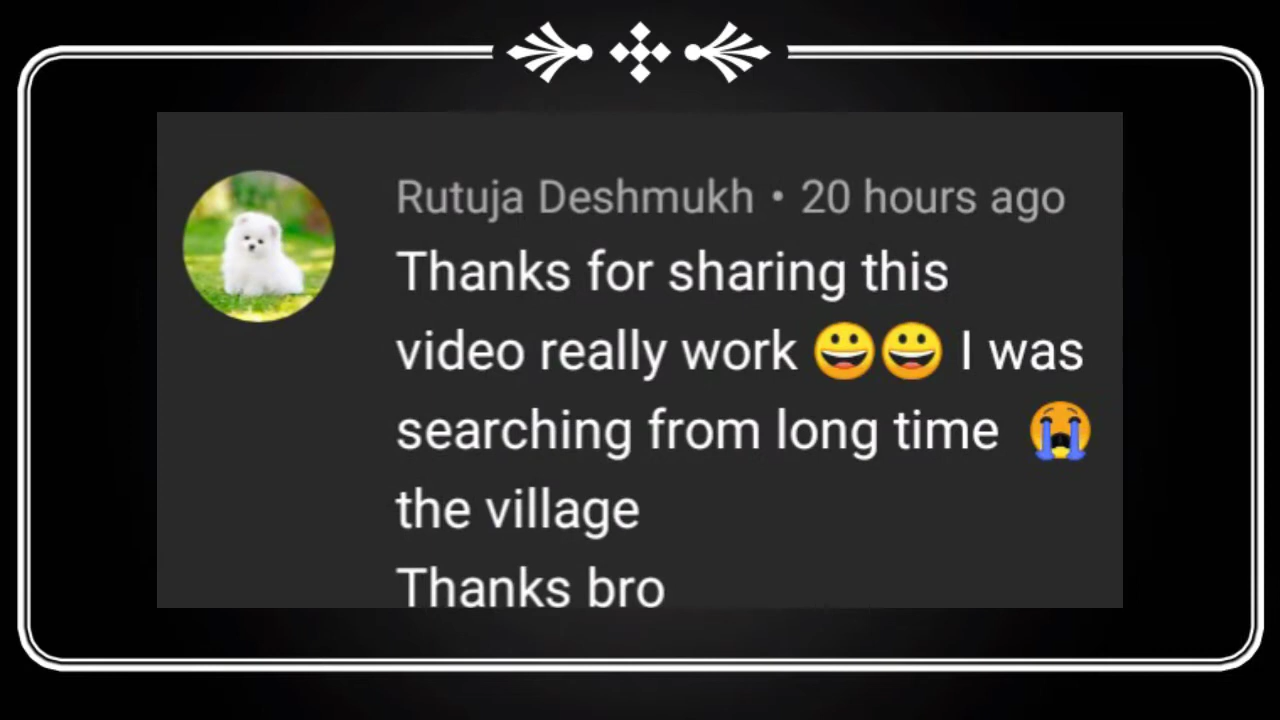 Rutuja Deshmukh • 20 hours ago
Thanks for sharing this
video really work 😀😀 I was
searching from long time 😭
the village
Thanks bro